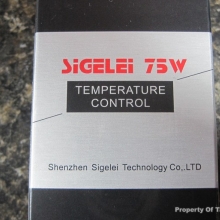 SiGELEi 75W
TEMPERATURE
CONTROL
Shenzhen Sigelei Technology Co,.LTD
Property Of T